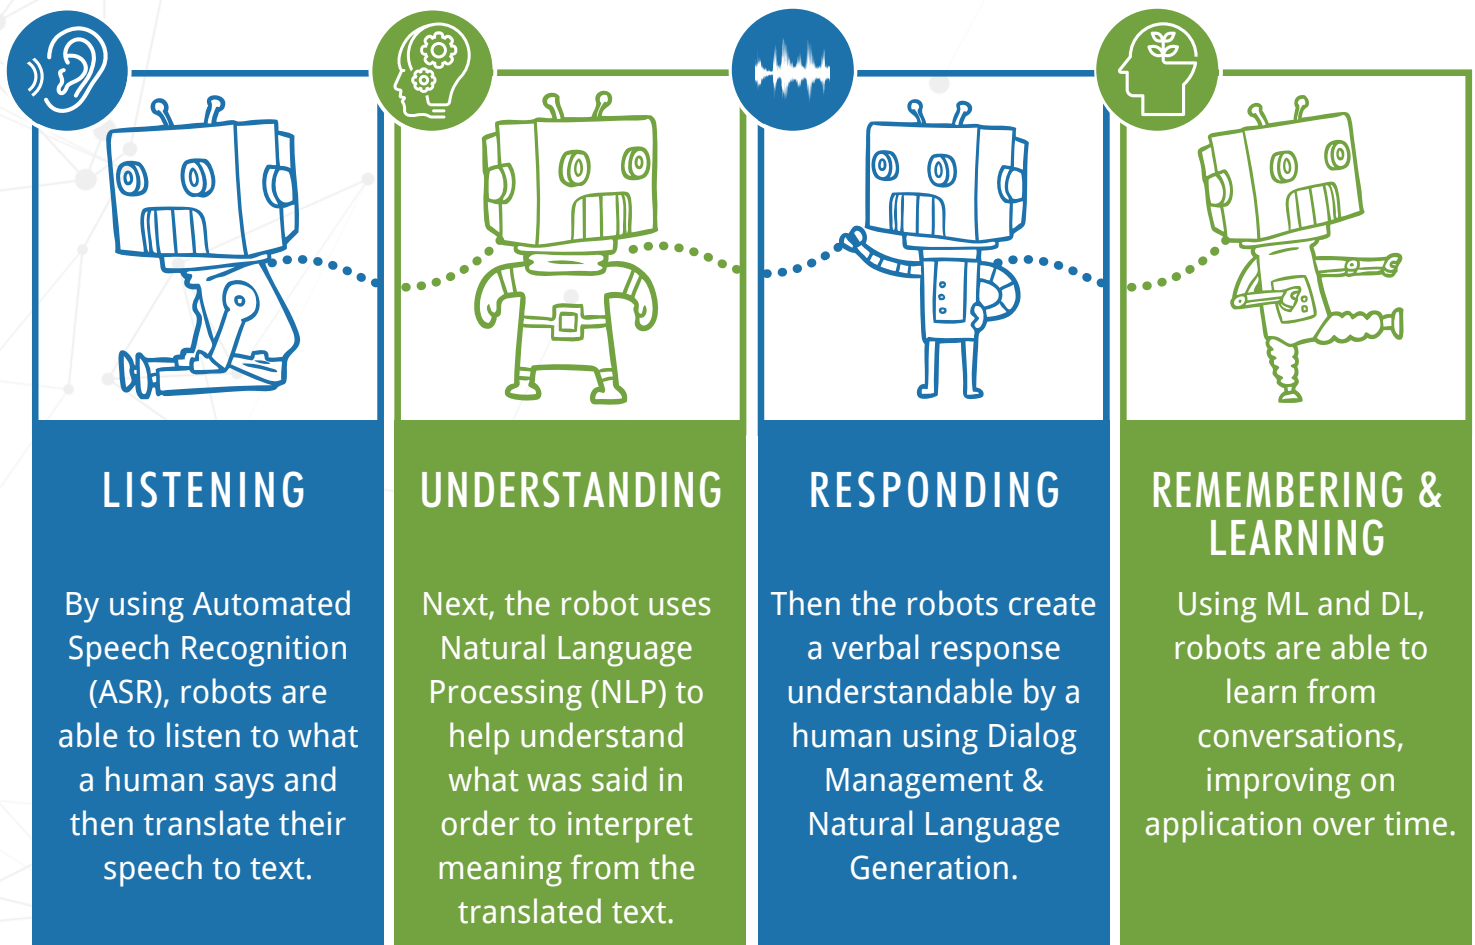 LISTENING
By using Automated
Speech Recognition
(ASR), robots are
able to listen to what
a human says and
then translate their
speech to text.
UNDERSTANDING
Next, the robot uses
Natural Language
Processing (NLP) to
help understand
what was said in
order to interpret
meaning from the
translated text.
RESPONDING
Then the robots create
a verbal response
understandable by a
human using Dialog
Management &
Natural Language
Generation.
REMEMBERING &
LEARNING
Using ML and DL,
robots are able to
learn from
conversations,
improving on
application over time.